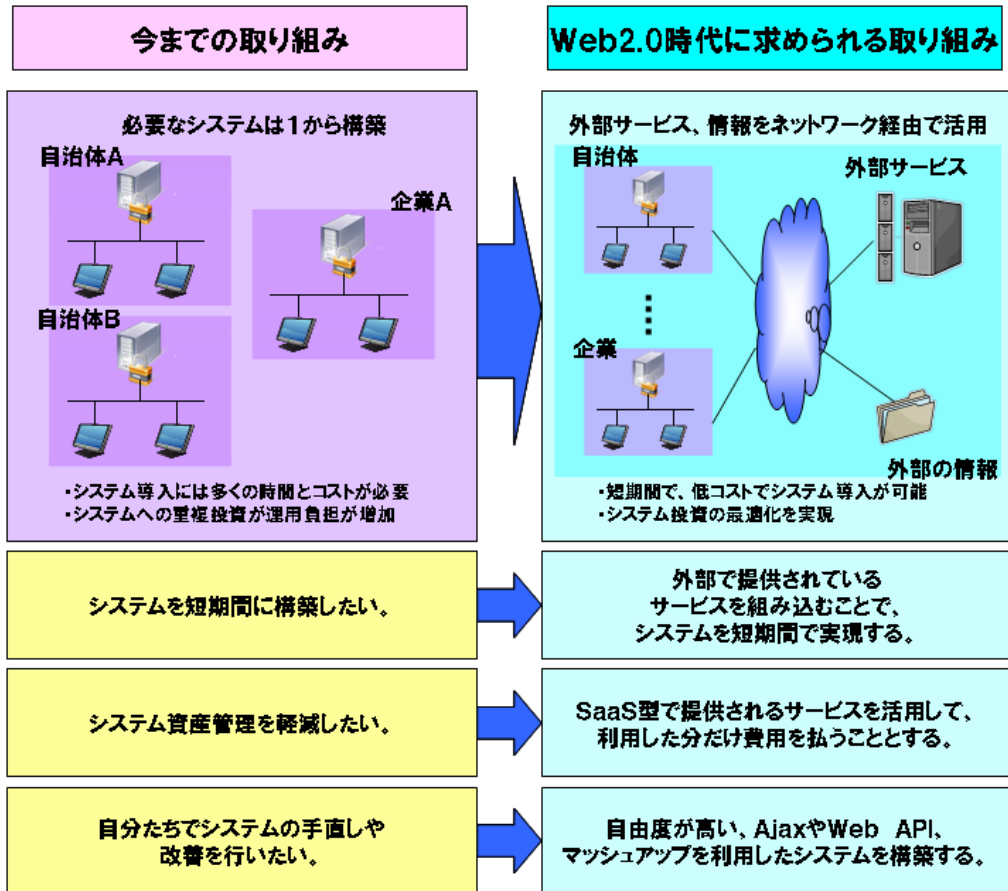 今までの取り組み
Web2.0時代に求められる取り組み
必要なシステムは1から構築
自治体A
企業A
自治体B
・システム導入には多くの時間とコストが必要
・システムへの重複投資が運用負担が増加
外部サービス、情報をネットワーク経由で活用
自治体
外部サービス
企業
外部の情報
・短期間で、低コストでシステム導入が可能
・システム投資の最適化を実現
システムを短期間に構築したい。
外部で提供されている
サービスを組み込むことで、
システムを短期間で実現する。
システム資産管理を軽減したい。
SaaS型で提供されるサービスを活用して、
利用した分だけ費用を払うこととする。
自分たちでシステムの手直しや
改善を行いたい。
自由度が高い、AjaxやWeb API、
マッシュアップを利用したシステムを構築する。